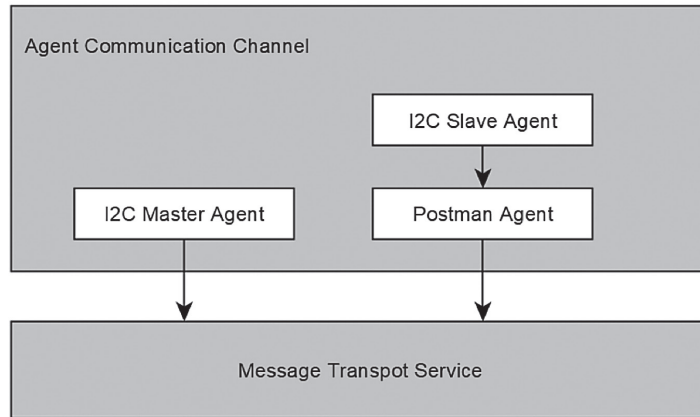 Agent Communication Channel
I2C Slave Agent
I2C Master Agent
Postman Agent
Message Transpot Service